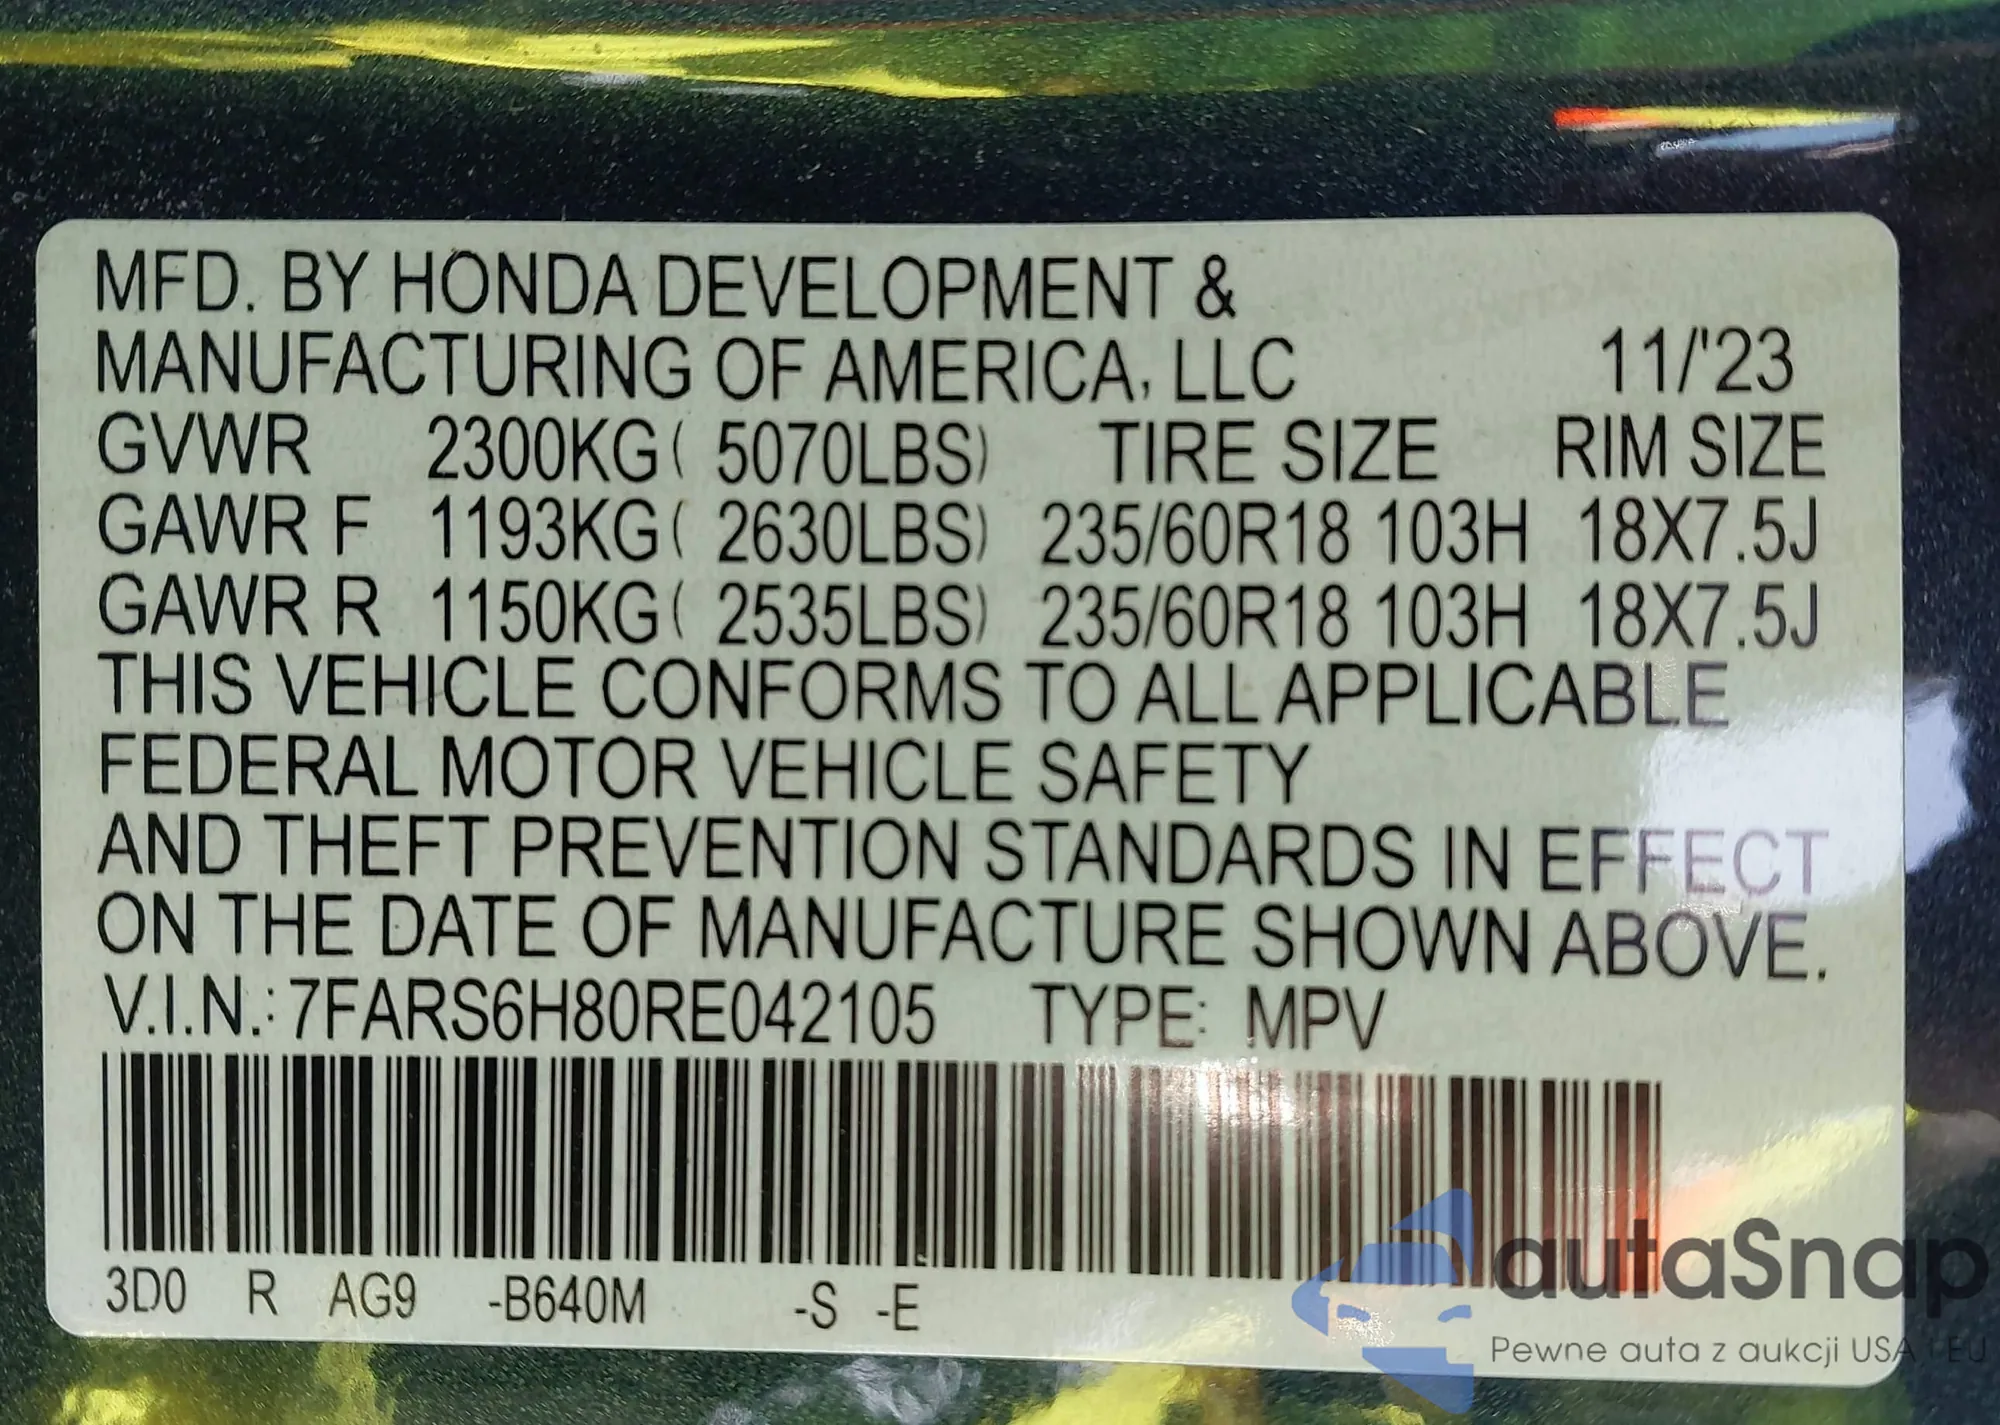 MFD. BY HONDA DEVELOPMENT &
MANUFACTURING OF AMERICA, LLC 11/'23
GVWR 2300KG( 5070LBS) TIRE SIZE RIM SIZE
GAWR F 1193KG( 2630LBS) 235/60R18 103H 18X7.5J
GAWR R 1150KG( 2535LBS) 235/60R18 103H 18X7.5J
THIS VEHICLE CONFORMS TO ALL APPLICABLE
FEDERAL MOTOR VEHICLE SAFETY
AND THEFT PREVENTION STANDARDS IN EFFECT
ON THE DATE OF MANUFACTURE SHOWN ABOVE.
V.I.N.: 7FARS6H80RE042105 TYPE: MPV
3D0 R AG9 -B640M -S -E
autaSnap
Pewne auta z aukcji USA i EU